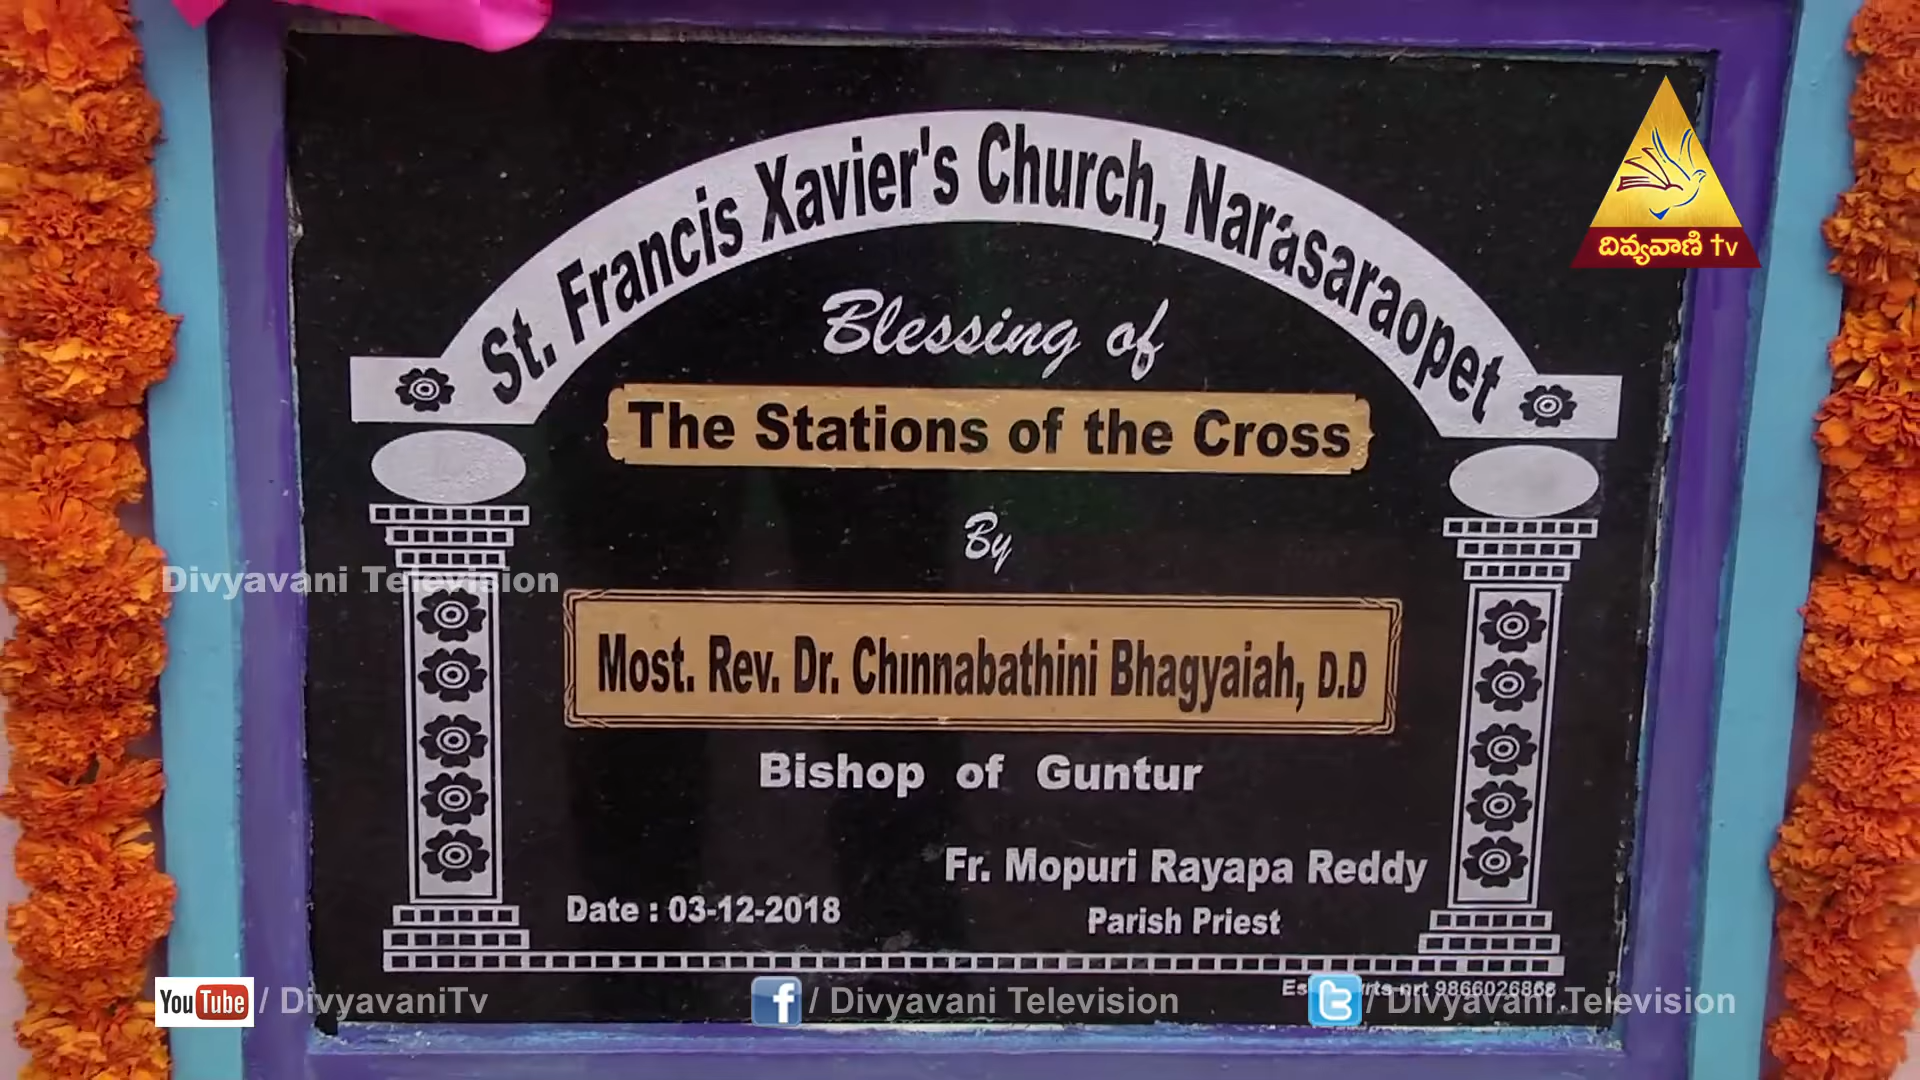 St. Francis Xavier's Church, Narasaraopet
దివ్యవాణి tv
Blessing of
The Stations of the Cross
By
Divyavani Television
Most. Rev. Dr. Chinnabathini Bhagyaiah, D.D
Bishop of Guntur
Fr. Mopuri Rayapa Reddy
Date : 03-12-2018
Parish Priest
9866026868
YouTube / DivyavaniTv
f / Divyavani Television
/ Divyavani Television